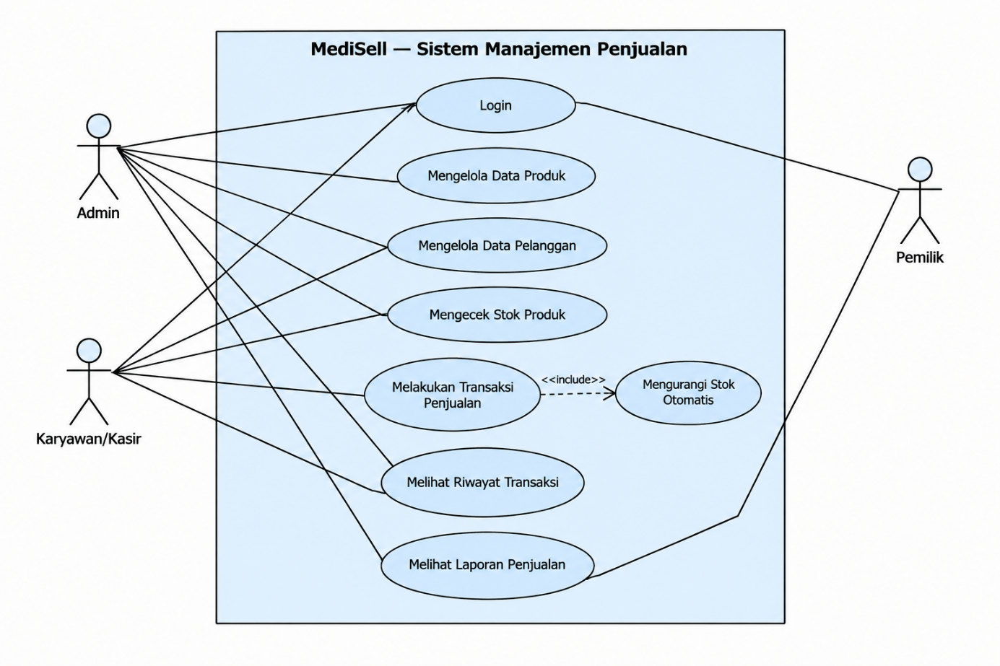 MediSell — Sistem Manajemen Penjualan
Login
Mengelola Data Produk
Admin
Mengelola Data Pelanggan
Pemilik
Mengecek Stok Produk
Melakukan Transaksi
Penjualan
<<include>>
Mengurangi Stok
Otomatis
Karyawan/Kasir
Melihat Riwayat Transaksi
Melihat Laporan Penjualan